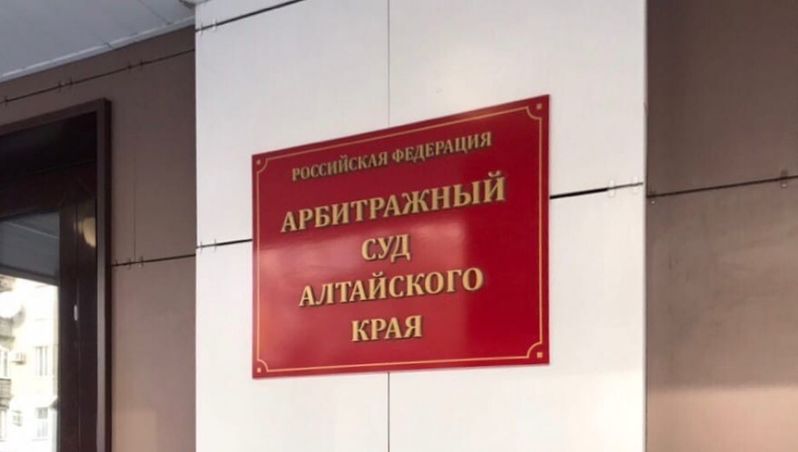 РОССИЙСКАЯ ФЕДЕРАЦИЯ
АРБИТРАЖНЫЙ
СУД
АЛТАЙСКОГО
КРАЯ